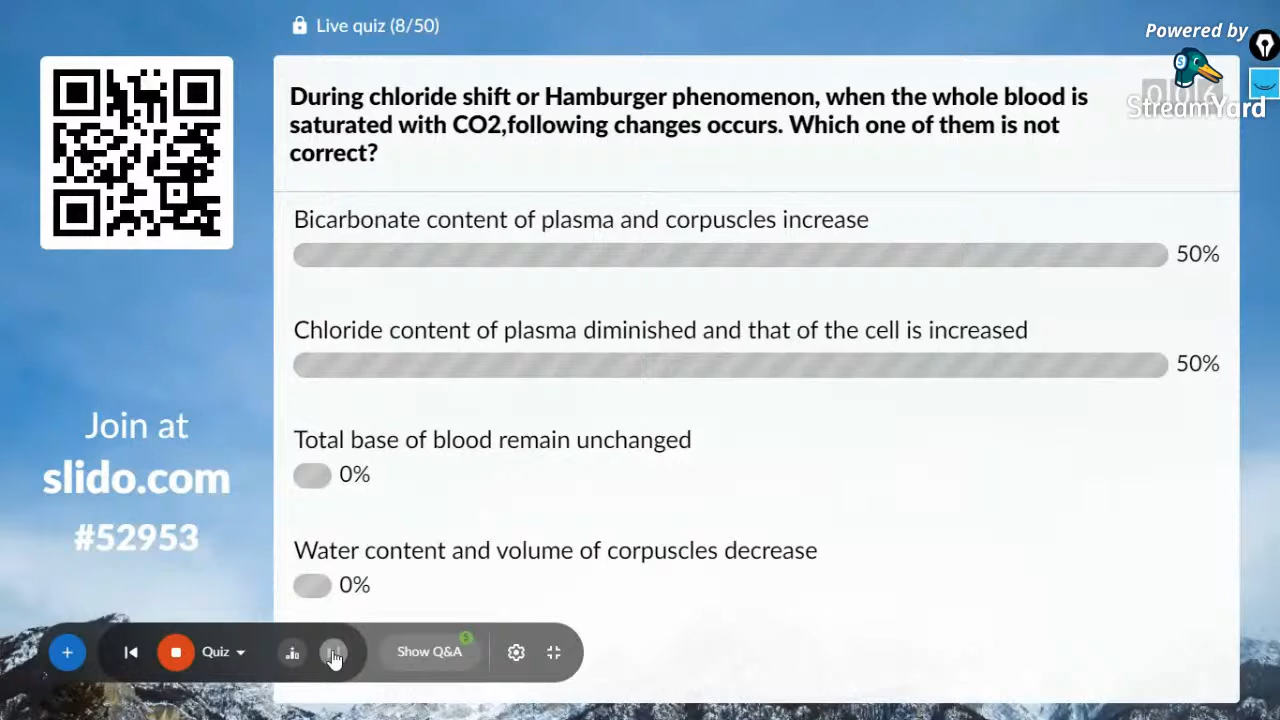 Live quiz (8/50)
Powered by
StreamYard
During chloride shift or Hamburger phenomenon, when the whole blood is
saturated with CO2,following changes occurs. Which one of them is not
correct?
Bicarbonate content of plasma and corpuscles increase
50%
Chloride content of plasma diminished and that of the cell is increased
50%
Total base of blood remain unchanged
0%
Water content and volume of corpuscles decrease
0%
Join at
slido.com
#52953
Quiz
Show Q&A
5